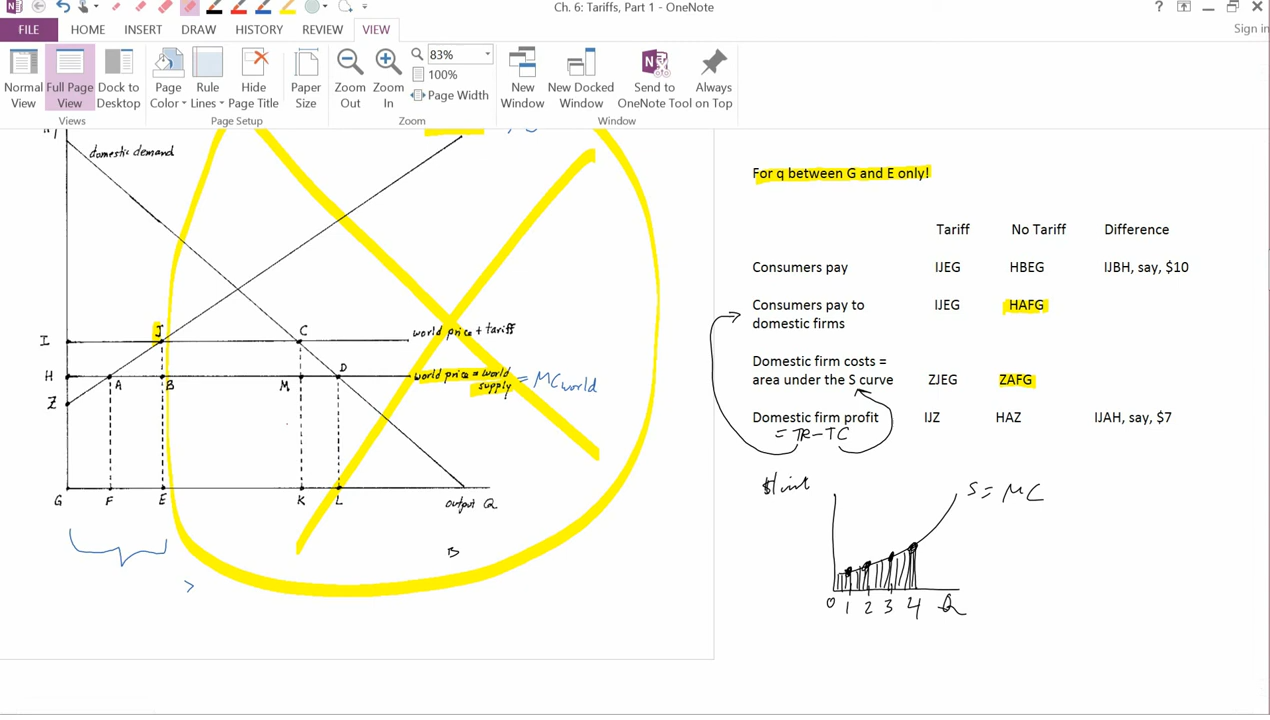 Ch. 6: Tariffs, Part 1 - OneNote
?
Sign in
FILE HOME INSERT DRAW HISTORY REVIEW VIEW
83%
100%
Page Width
Normal View
Full Page View
Dock to Desktop
Page Color
Rule Lines
Hide Page Title
Paper Size
Zoom Out
Zoom In
New Window
New Docked Window
Send to OneNote Tool
Always on Top
Views
Page Setup
Zoom
Window
domestic demand
I
J
C
world price + tariff
H
A
B
M
D
world price = world supply
= MC world
Z
G
F
E
K
L
output Q
For q between G and E only!
Tariff No Tariff Difference
Consumers pay IJEG HBEG IJBH, say, $10
Consumers pay to IJEG HAFG
domestic firms
Domestic firm costs =
area under the S curve ZJEG ZAFG
Domestic firm profit IJZ HAZ IJAH, say, $7
= TR - TC
$/unit
S = MC
0 1 2 3 4 Q